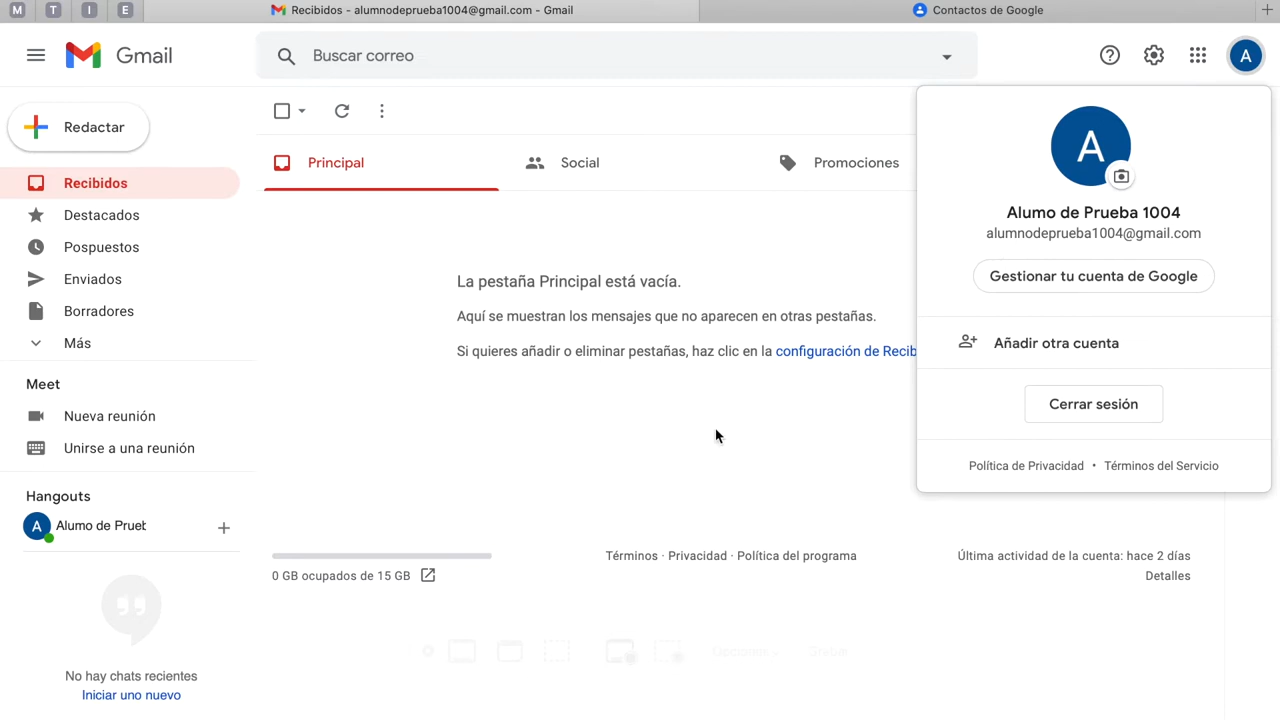 M
T
I
E
Recibidos - alumnodeprueba1004@gmail.com - Gmail
Contactos de Google
Gmail
Buscar correo
A
Redactar
Recibidos
Destacados
Pospuestos
Enviados
Borradores
Más
Meet
Nueva reunión
Unirse a una reunión
Hangouts
A
Alumo de Prueb
No hay chats recientes
Iniciar uno nuevo
Principal
Social
Promociones
La pestaña Principal está vacía.
Aquí se muestran los mensajes que no aparecen en otras pestañas.
Si quieres añadir o eliminar pestañas, haz clic en la configuración de Recib
0 GB ocupados de 15 GB
Términos · Privacidad · Política del programa
Última actividad de la cuenta: hace 2 días
Detalles
A
Alumo de Prueba 1004
alumnodeprueba1004@gmail.com
Gestionar tu cuenta de Google
Añadir otra cuenta
Cerrar sesión
Política de Privacidad • Términos del Servicio